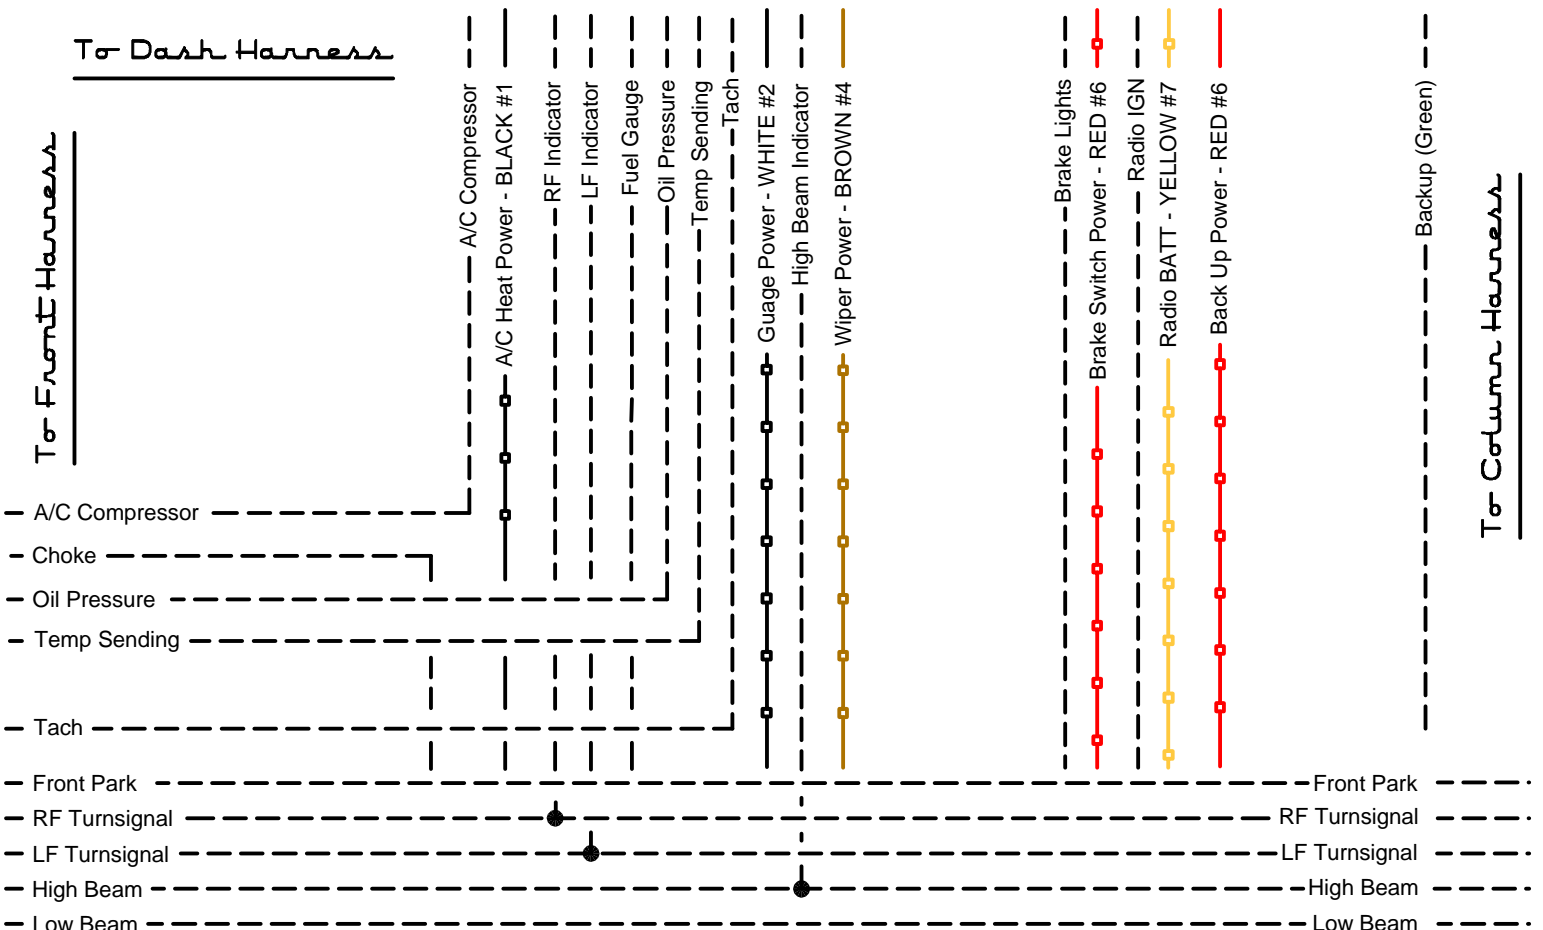 To Dash Harness
To Front Harness
A/C Compressor
A/C Heat Power - BLACK #1
RF Indicator
LF Indicator
Fuel Gauge
Oil Pressure
Temp Sending
Tach
Guage Power - WHITE #2
High Beam Indicator
Wiper Power - BROWN #4
Brake Lights
Brake Switch Power - RED #6
Radio IGN
Radio BATT - YELLOW #7
Back Up Power - RED #6
Backup (Green)
To Column Harness
A/C Compressor
Choke
Oil Pressure
Temp Sending
Tach
Front Park Front Park
RF Turnsignal RF Turnsignal
LF Turnsignal LF Turnsignal
High Beam High Beam
Low Beam Low Beam